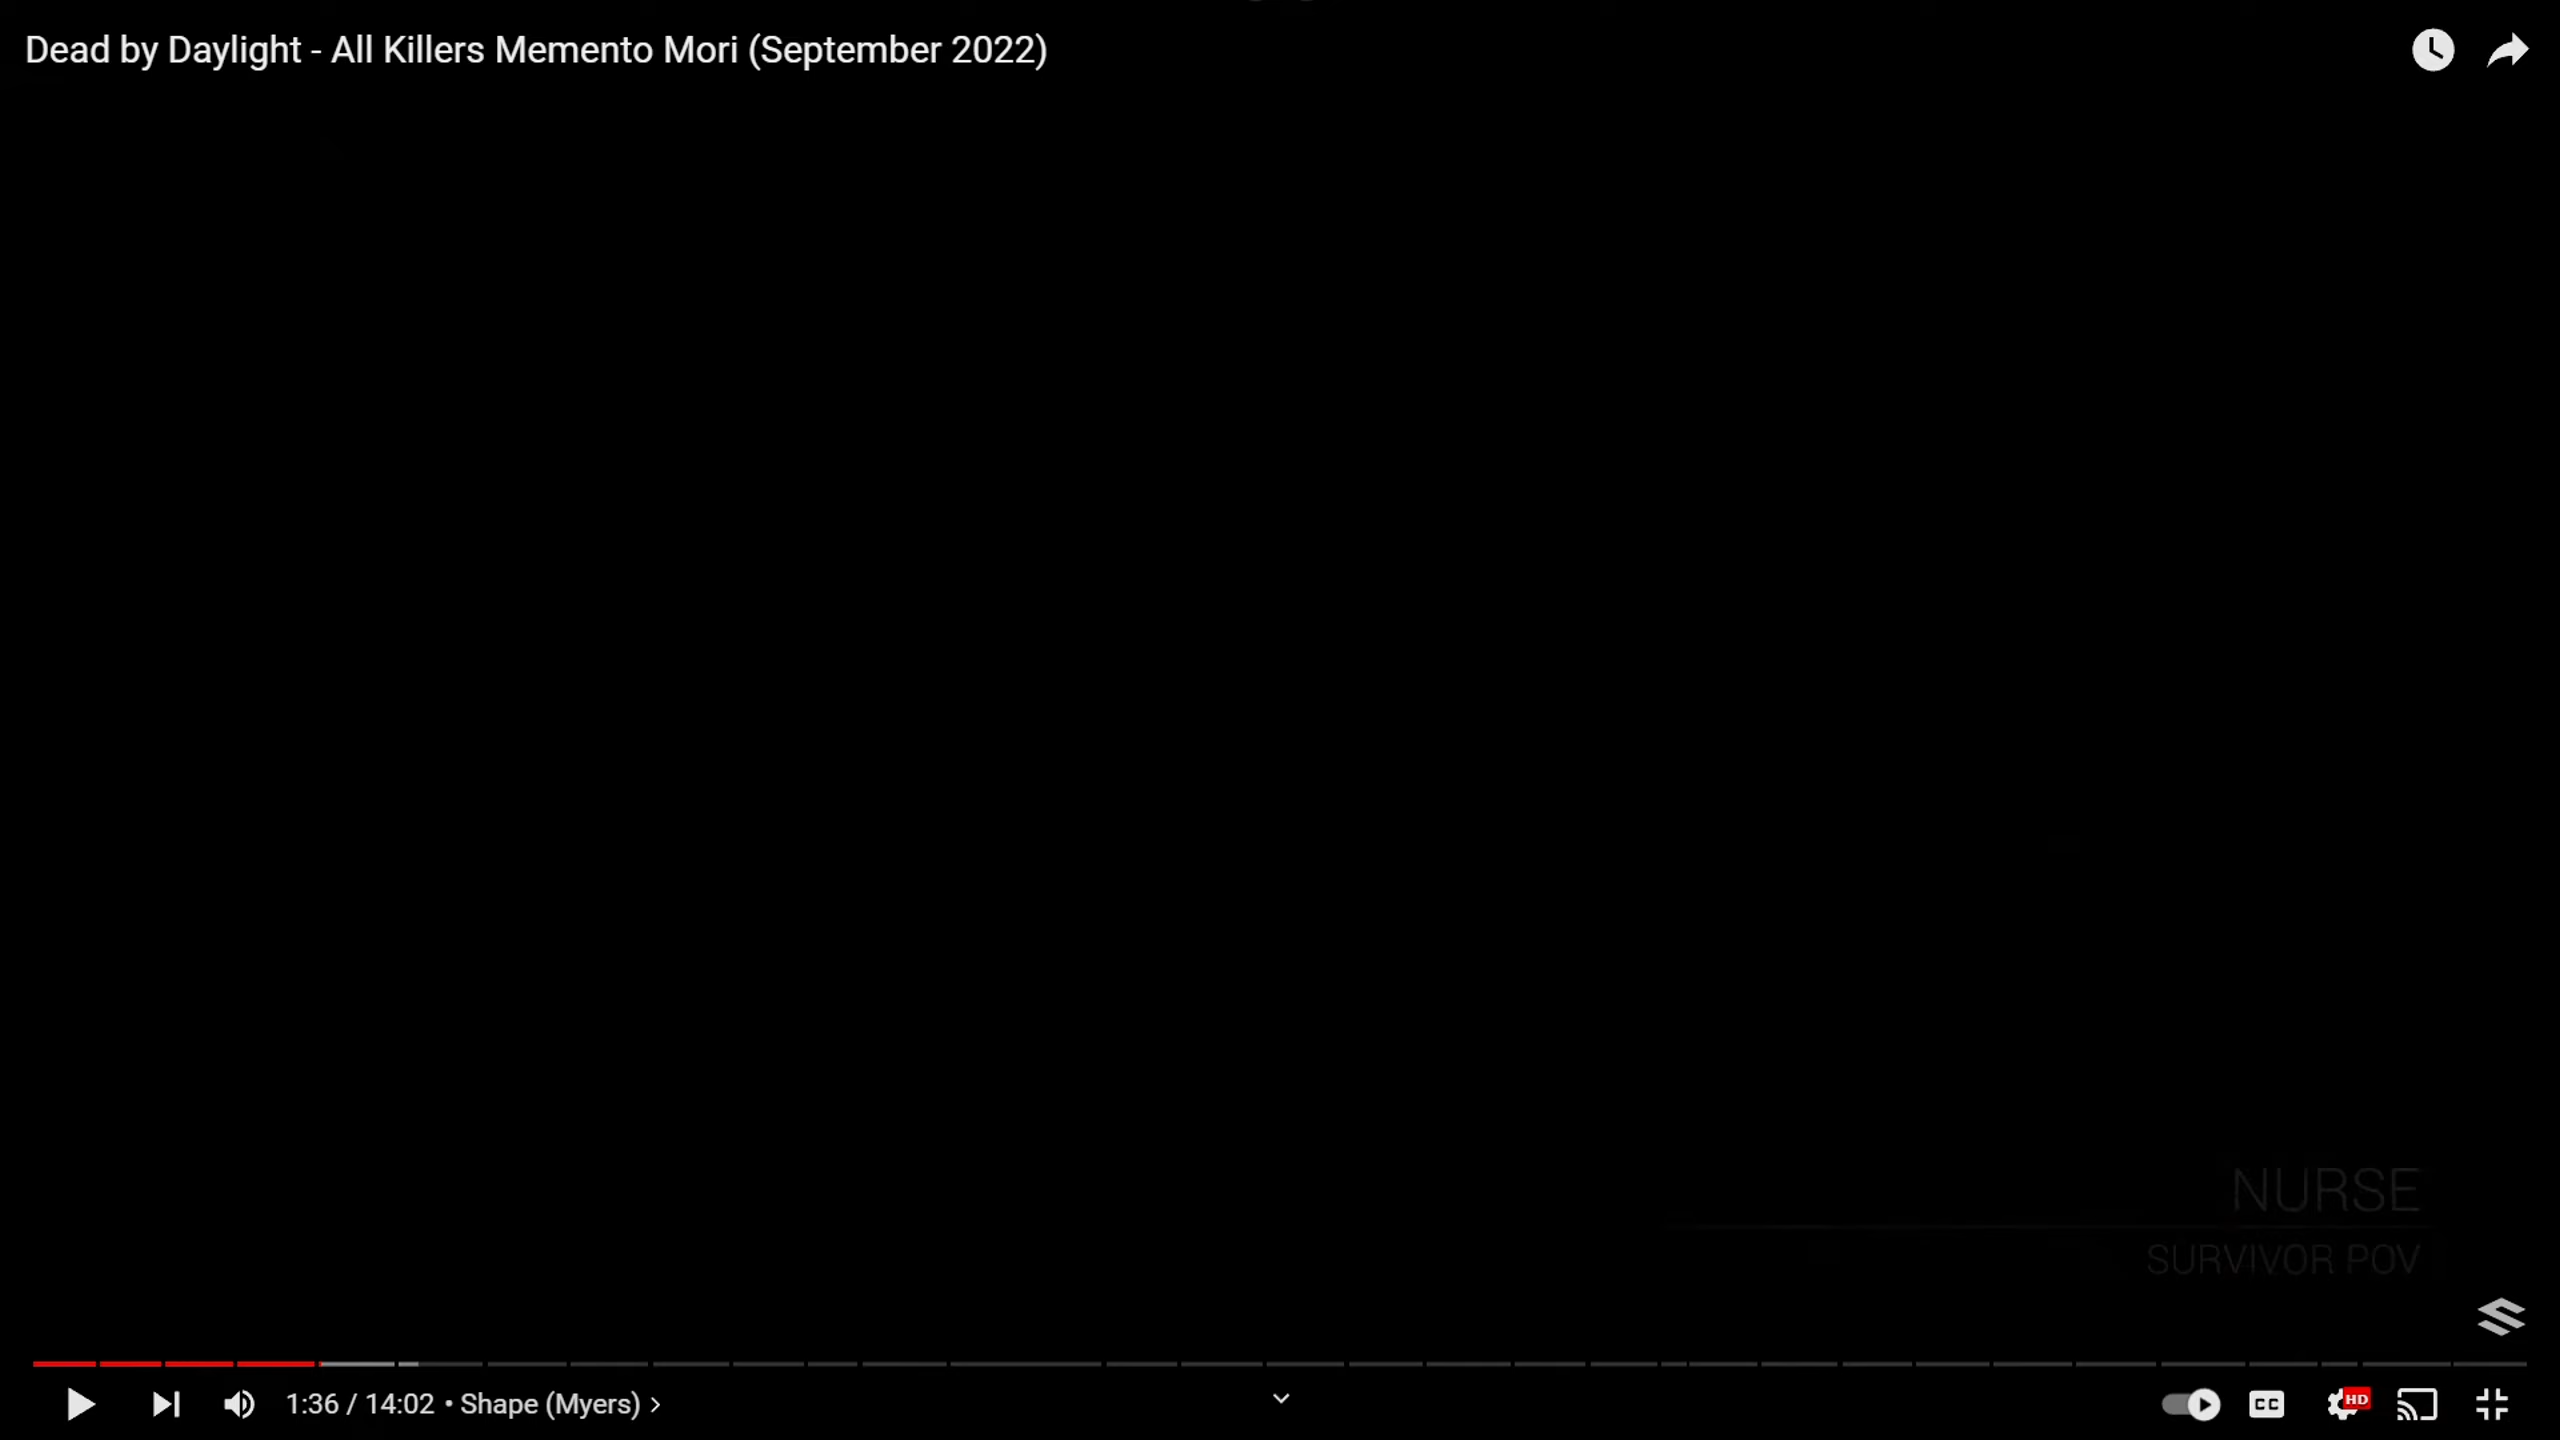 Dead by Daylight - All Killers Memento Mori (September 2022)
NURSE
SURVIVOR POV
1:36 / 14:02 • Shape (Myers) ›
CC
HD